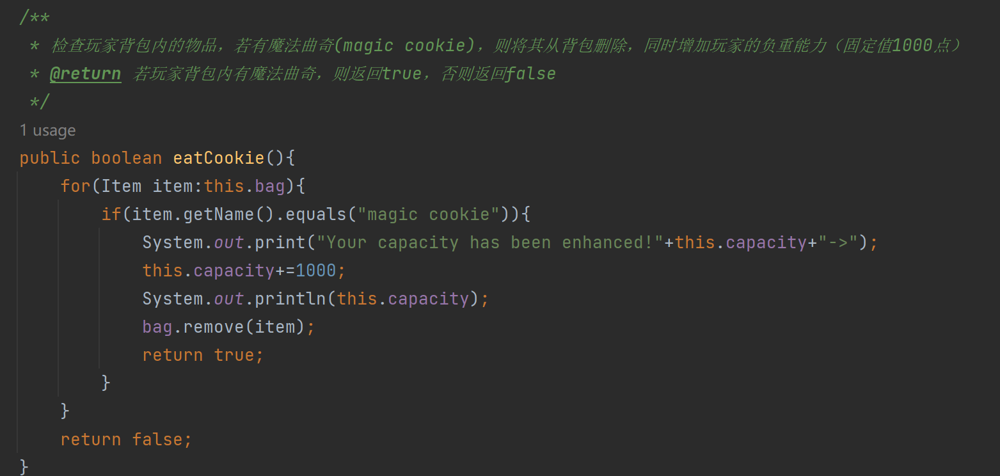 /**
 * 检查玩家背包内的物品，若有魔法曲奇(magic cookie)，则将其从背包删除，同时增加玩家的负重能力（固定值1000点）
 * @return 若玩家背包内有魔法曲奇，则返回true，否则返回false
 */
1 usage
public boolean eatCookie(){
    for(Item item:this.bag){
        if(item.getName().equals("magic cookie")){
            System.out.print("Your capacity has been enhanced!"+this.capacity+"->");
            this.capacity+=1000;
            System.out.println(this.capacity);
            bag.remove(item);
            return true;
        }
    }
    return false;
}